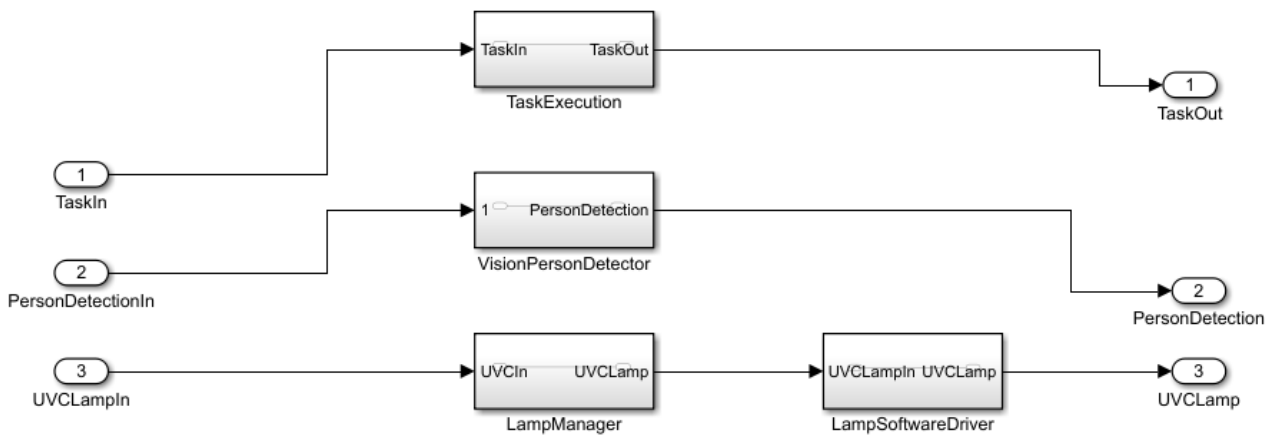 TaskIn TaskOut
TaskExecution
1
TaskOut
1
TaskIn
1 PersonDetection
VisionPersonDetector
2
PersonDetectionIn
2
PersonDetection
3
UVCLampIn
UVCIn UVCLamp
LampManager
UVCLampIn UVCLamp
LampSoftwareDriver
3
UVCLamp